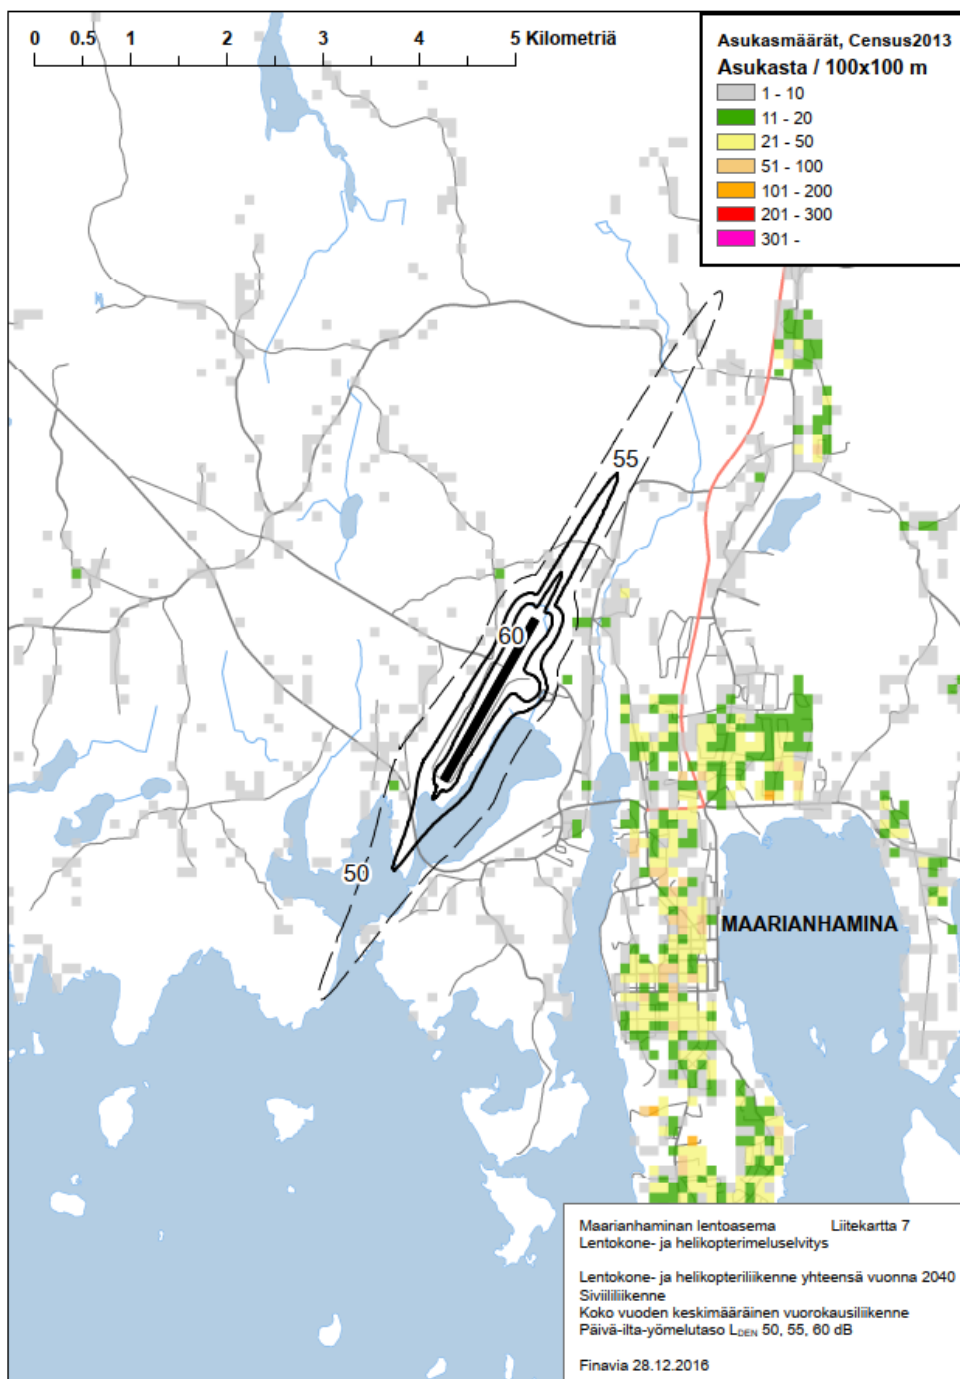 0 0.5 1 2 3 4 5 Kilometriä
Asukasmäärät, Census2013
Asukasta / 100x100 m
1 - 10
11 - 20
21 - 50
51 - 100
101 - 200
201 - 300
301 -
55
60
50
MAARIANHAMINA
Maarianhaminan lentoasema Liitekartta 7
Lentokone- ja helikopterimeluselvitys
Lentokone- ja helikopteriliikenne yhteensä vuonna 2040
Siviililiikenne
Koko vuoden keskimääräinen vuorokausiliikenne
Päivä-ilta-yömelutaso LDEN 50, 55, 60 dB
Finavia 28.12.2016